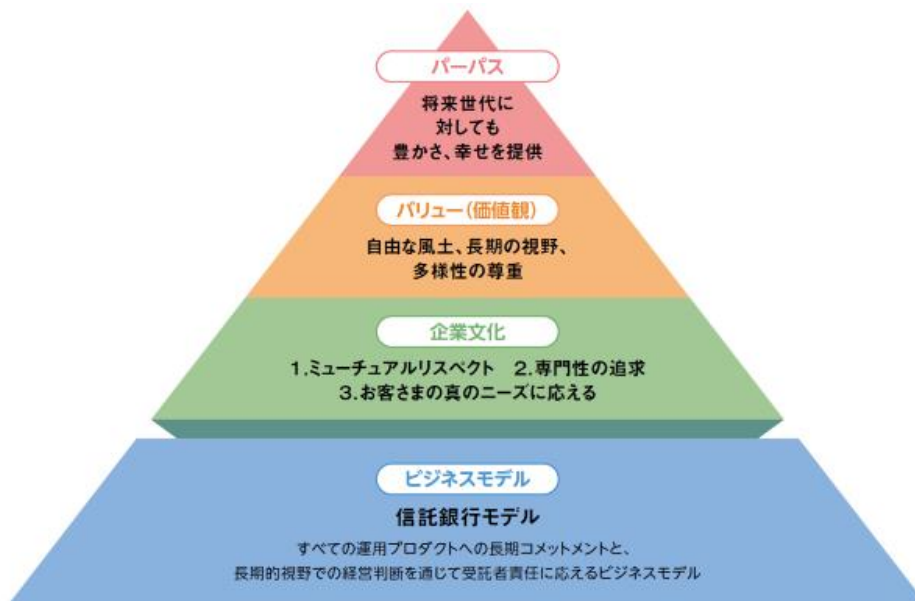 パーパス
将来世代に
対しても
豊かさ、幸せを提供
バリュー(価値観)
自由な風土、長期の視野、
多様性の尊重
企業文化
1.ミューチュアルリスペクト　2.専門性の追求
3.お客さまの真のニーズに応える
ビジネスモデル
信託銀行モデル
すべての運用プロダクトへの長期コメットメントと、
長期的視野での経営判断を通じて受託者責任に応えるビジネスモデル